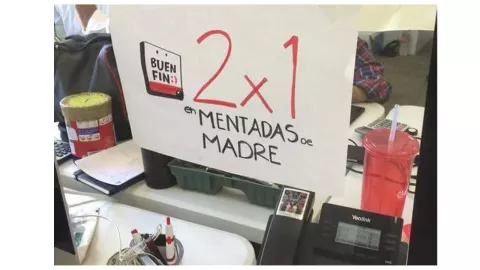 BUEN
FIN:)
2x1
en MENTADAS DE
MADRE
Yealink